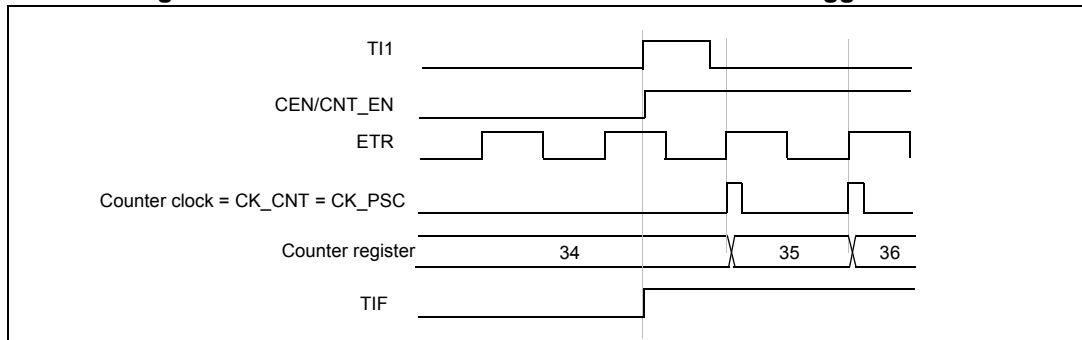 TI1
CEN/CNT_EN
ETR
Counter clock = CK_CNT = CK_PSC
Counter register 34 35 36
TIF